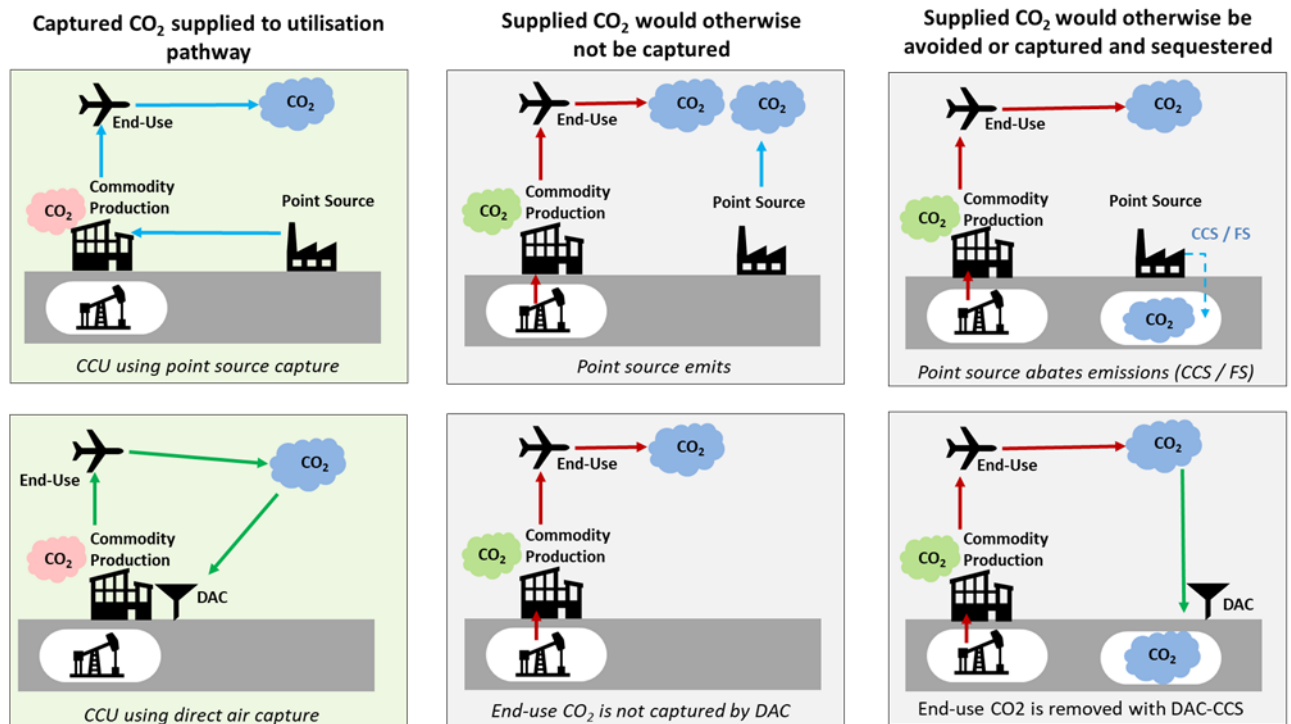 Captured CO₂ supplied to utilisation
pathway
Supplied CO₂ would otherwise
not be captured
Supplied CO₂ would otherwise be
avoided or captured and sequestered
CO₂
End-Use
Commodity
Production
CO₂
Point Source
CCU using point source capture
CO₂
CO₂
End-Use
Commodity
Production
CO₂
Point Source
Point source emits
CO₂
End-Use
Commodity
Production
CO₂
Point Source
CCS / FS
CO₂
Point source abates emissions (CCS / FS)
CO₂
End-Use
Commodity
Production
CO₂
DAC
CCU using direct air capture
CO₂
End-Use
Commodity
Production
CO₂
End-use CO₂ is not captured by DAC
CO₂
End-Use
Commodity
Production
CO₂
DAC
CO₂
End-use CO2 is removed with DAC-CCS